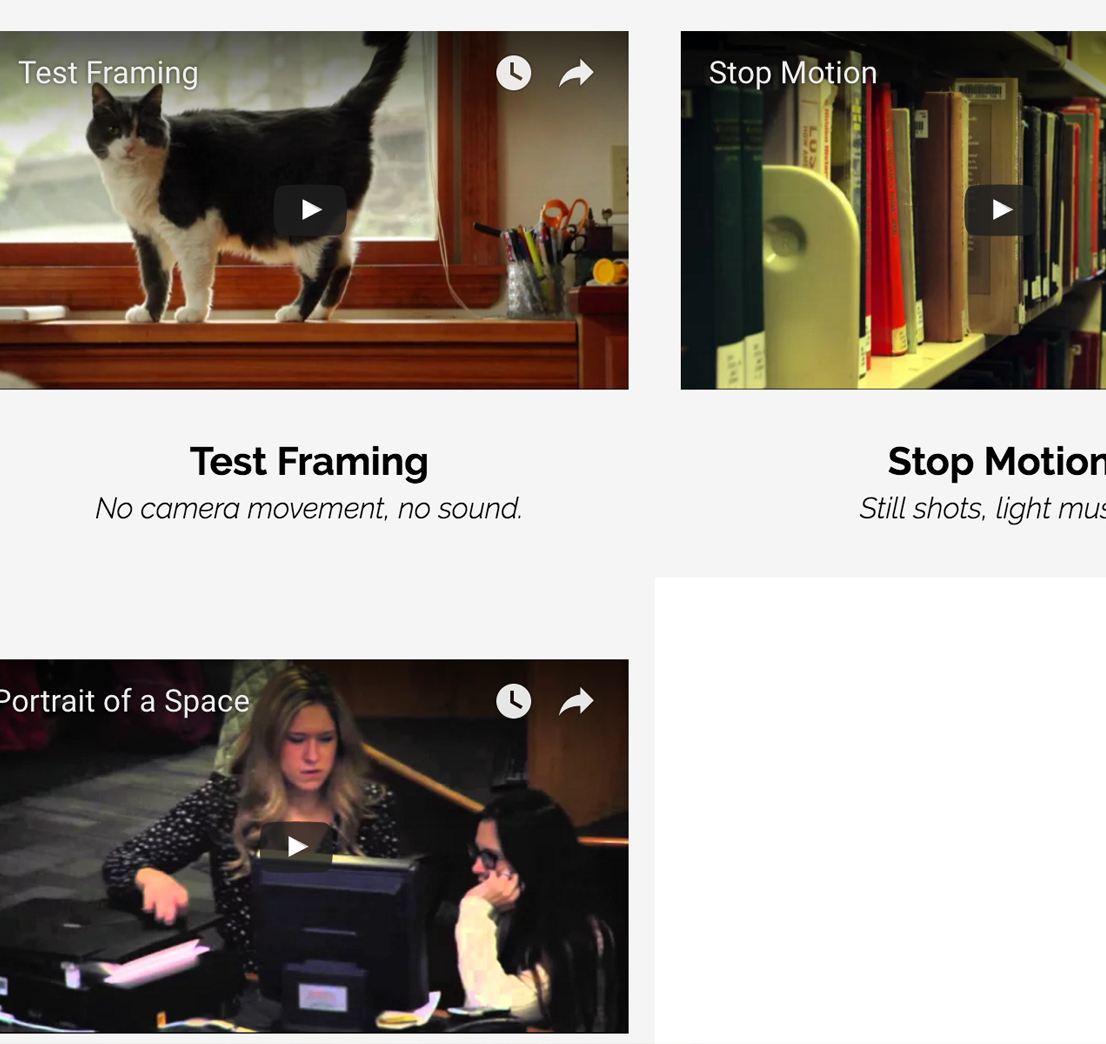 Test Framing
Stop Motion
Test Framing
No camera movement, no sound.
Stop Motion
Still shots, light mus
Portrait of a Space